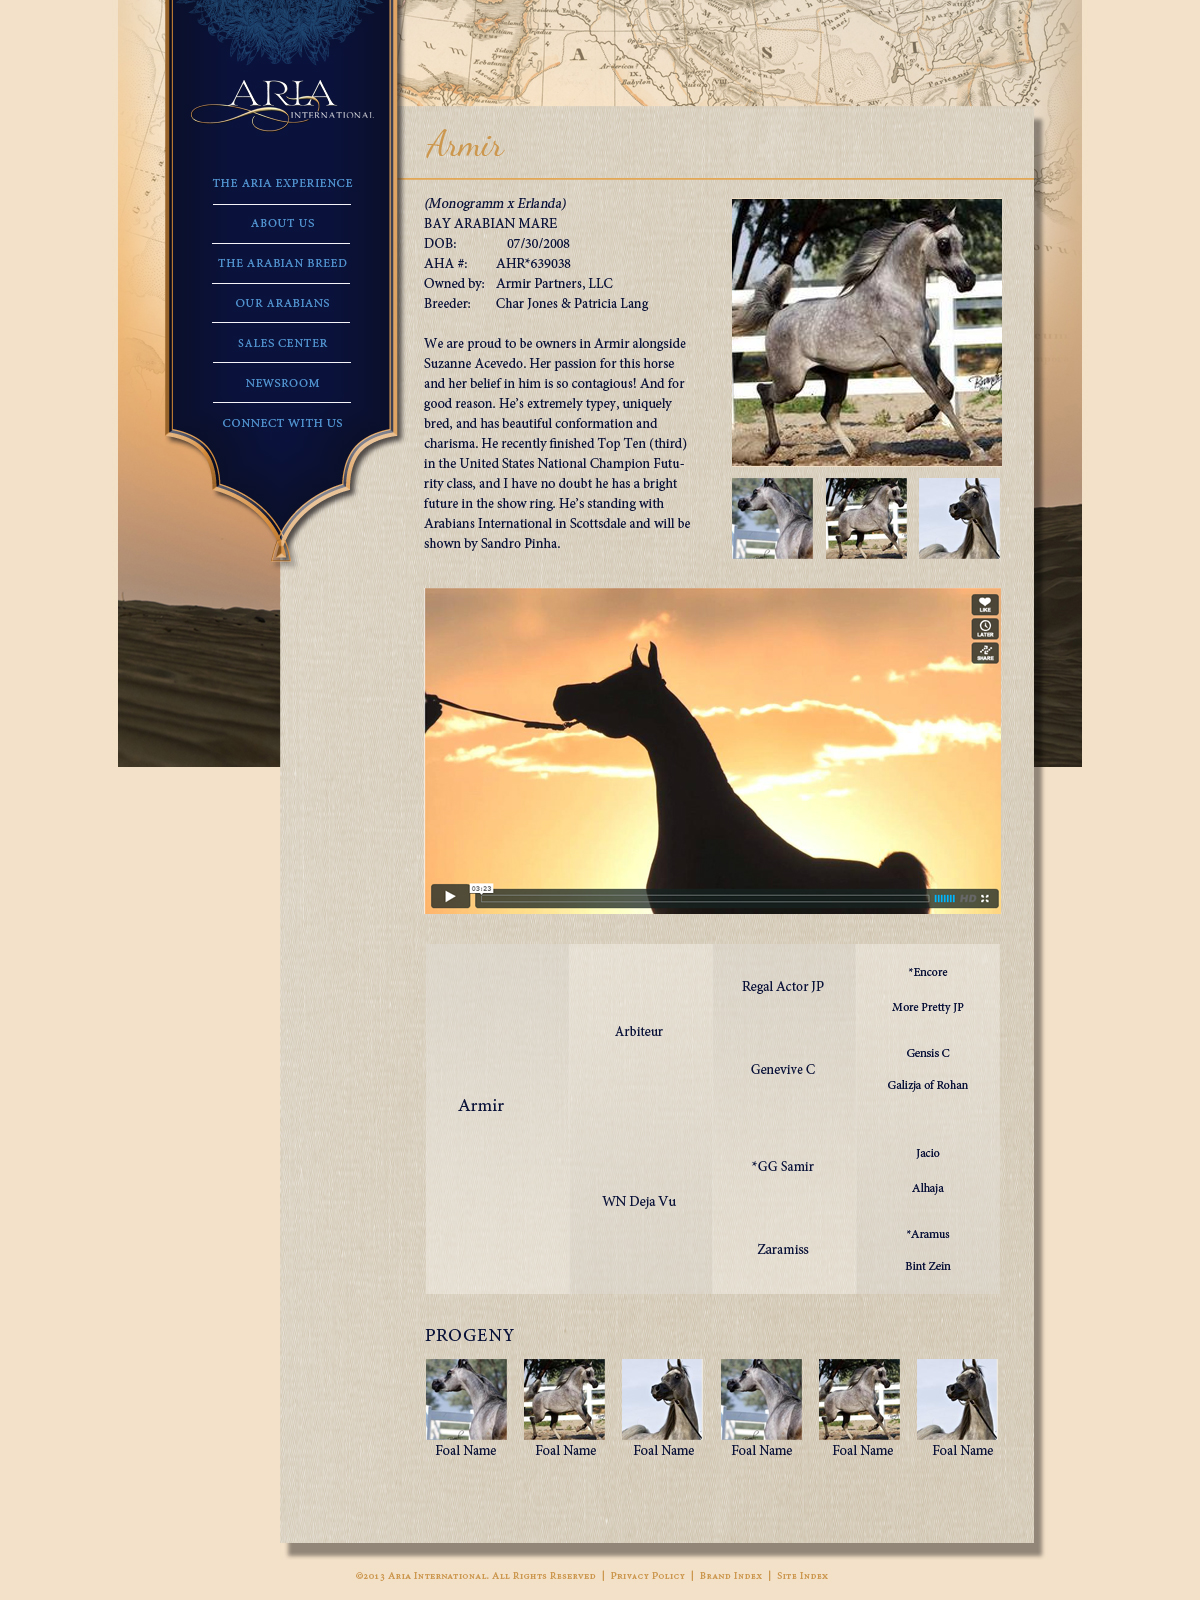 ARIA
INTERNATIONAL
THE ARIA EXPERIENCE
ABOUT US
THE ARABIAN BREED
OUR ARABIANS
SALES CENTER
NEWSROOM
CONNECT WITH US
Armir
(Monogramm x Erlanda)
BAY ARABIAN MARE
DOB: 07/30/2008
AHA #: AHR*639038
Owned by: Armir Partners, LLC
Breeder: Char Jones & Patricia Lang
We are proud to be owners in Armir alongside
Suzanne Acevedo. Her passion for this horse
and her belief in him is so contagious! And for
good reason. He's extremely typey, uniquely
bred, and has beautiful conformation and
charisma. He recently finished Top Ten (third)
in the United States National Champion Futu-
rity class, and I have no doubt he has a bright
future in the show ring. He's standing with
Arabians International in Scottsdale and will be
shown by Sandro Pinha.
LIKE
LATER
SHARE
03:23
HD
Armir
Arbiteur
WN Deja Vu
Regal Actor JP
Genevive C
*GG Samir
Zaramiss
*Encore
More Pretty JP
Gensis C
Galizja of Rohan
Jacio
Alhaja
*Aramus
Bint Zein
PROGENY
Foal Name Foal Name Foal Name Foal Name Foal Name Foal Name
©2013 Aria International. All Rights Reserved | Privacy Policy | Brand Index | Site Index